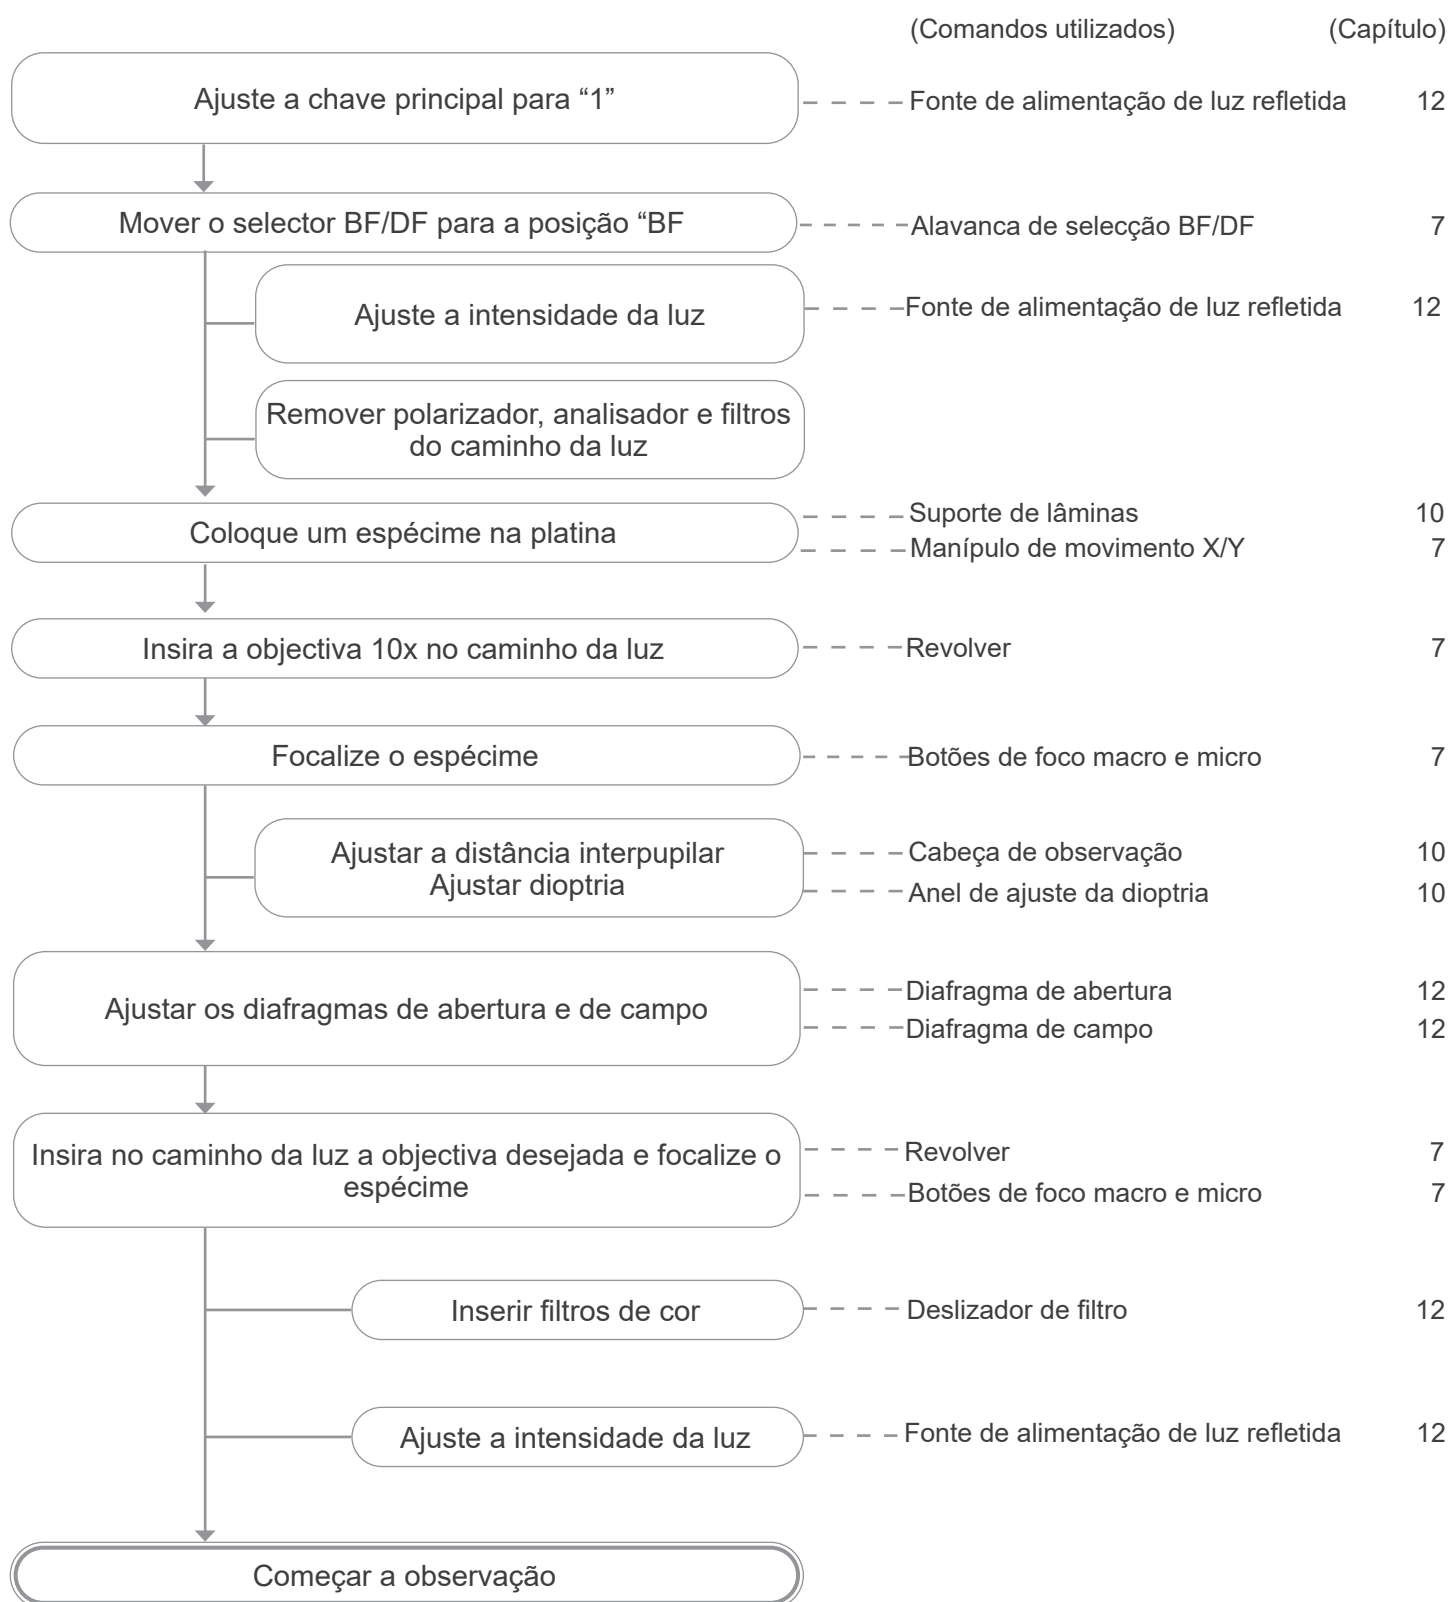 (Comandos utilizados) (Capítulo)
Ajuste a chave principal para “1” Fonte de alimentação de luz refletida 12
Mover o selector BF/DF para a posição “BF Alavanca de selecção BF/DF 7
Ajuste a intensidade da luz Fonte de alimentação de luz refletida 12
Remover polarizador, analisador e filtros
do caminho da luz
Coloque um espécime na platina
Suporte de lâminas 10
Manípulo de movimento X/Y 7
Insira a objectiva 10x no caminho da luz Revolver 7
Focalize o espécime Botões de foco macro e micro 7
Ajustar a distância interpupilar Cabeça de observação 10
Ajustar dioptria Anel de ajuste da dioptria 10
Ajustar os diafragmas de abertura e de campo
Diafragma de abertura 12
Diafragma de campo 12
Insira no caminho da luz a objectiva desejada e focalize o Revolver 7
espécime Botões de foco macro e micro 7
Inserir filtros de cor Deslizador de filtro 12
Ajuste a intensidade da luz Fonte de alimentação de luz refletida 12
Começar a observação